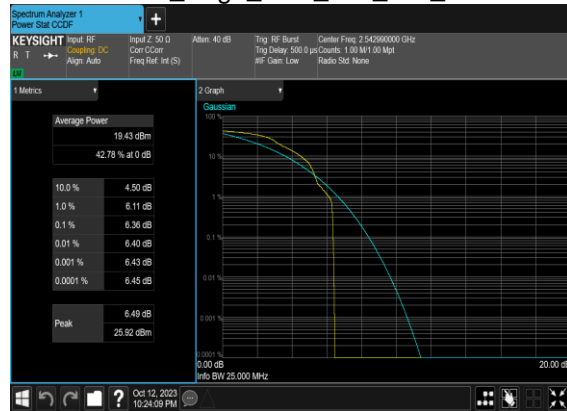 Spectrum Analyzer 1
Power Stat CCDF
KEYSIGHT
R T
Input: RF
Coupling: DC
Align: Auto
Input Z: 50 Ω
Corr CCorr
Freq Ref: Int (S)
Atten: 40 dB
Trig: RF Burst
Trig Delay: 500.0 µs
#IF Gain: Low
Center Freq: 2.542990000 GHz
Counts: 1.00 M/1.00 Mpt
Radio Std: None
1 Metrics
Average Power
19.43 dBm
42.78 % at 0 dB
10.0 % 4.50 dB
1.0 % 6.11 dB
0.1 % 6.36 dB
0.01 % 6.40 dB
0.001 % 6.43 dB
0.0001 % 6.45 dB
Peak
6.49 dB
25.92 dBm
2 Graph
Gaussian
100 %
10 %
1 %
0.1 %
0.01 %
0.001 %
0.0001 %
0.00 dB 20.00 dB
Info BW 25.000 MHz
?
Oct 12, 2023
10:24:09 PM